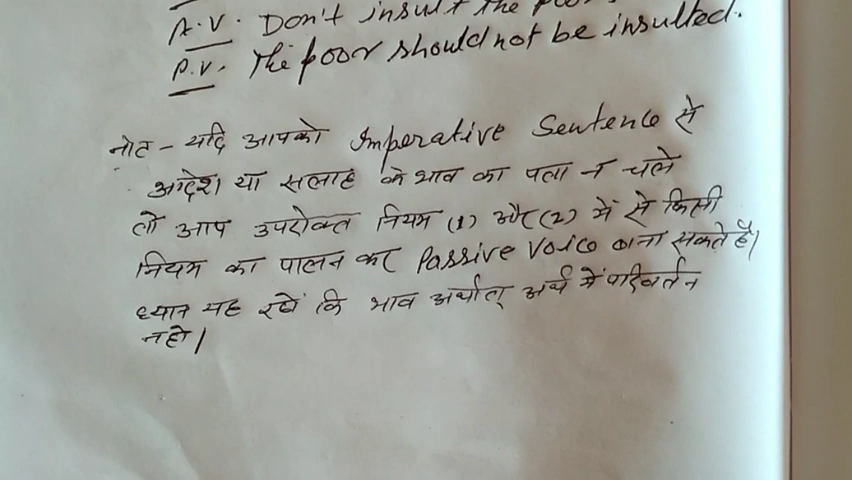 A.V. Don't insult the poor
P.V. The poor should not be insulted.
नोट - यदि आपको Imperative Sentence से
आदेश या सलाह के भाव का पता न चले
तो आप उपरोक्त नियम (1) और (2) में से किसी
नियम का पालन कर Passive Voice बना सकते है।
ध्यान यह रखें कि भाव अर्थात् अर्थ में परिवर्तन
न हो।